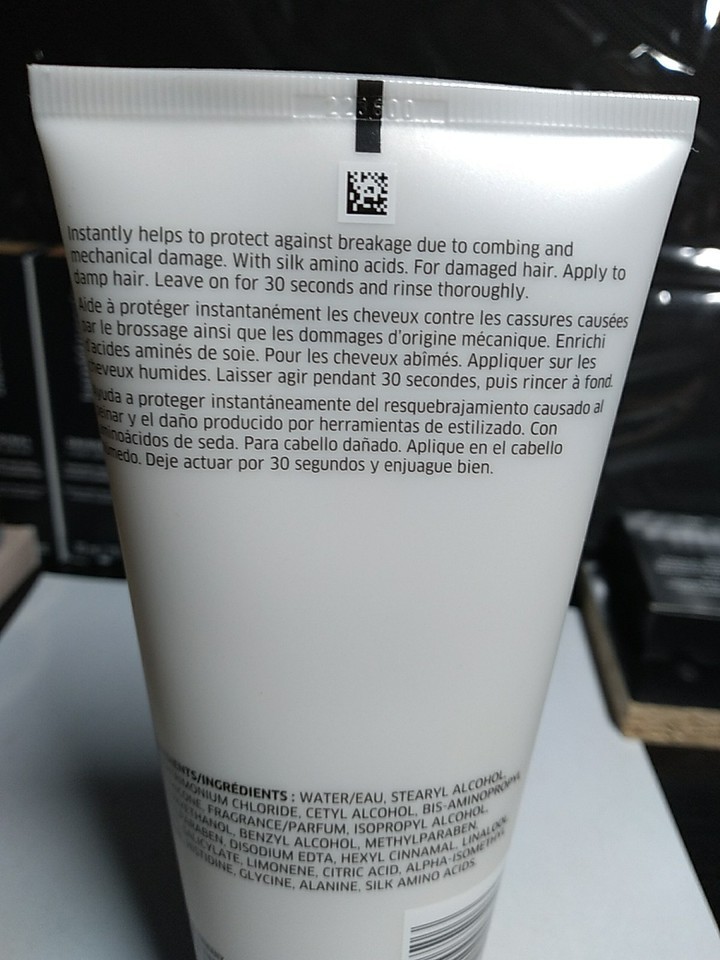 Instantly helps to protect against breakage due to combing and
mechanical damage. With silk amino acids. For damaged hair. Apply to
damp hair. Leave on for 30 seconds and rinse thoroughly.
Aide à protéger instantanément les cheveux contre les cassures causées
par le brossage ainsi que les dommages d'origine mécanique. Enrichi
d'acides aminés de soie. Pour les cheveux abîmés. Appliquer sur les
cheveux humides. Laisser agir pendant 30 secondes, puis rincer à fond.
Ayuda a proteger instantáneamente del resquebrajamiento causado al
peinar y el daño producido por herramientas de estilizado. Con
aminoácidos de seda. Para cabello dañado. Aplique en el cabello
húmedo. Deje actuar por 30 segundos y enjuague bien.
/INGRÉDIENTS : WATER/EAU, STEARYL ALCOHOL,
CHLORIDE, CETYL ALCOHOL, BIS-AMINOPROPYL
FRAGRANCE/PARFUM, ISOPROPYL ALCOHOL,
BENZYL ALCOHOL, METHYLPARABEN,
DISODIUM EDTA, HEXYL CINNAMAL, LINALOOL,
LIMONENE, CITRIC ACID, ALPHA-ISOMETHYL
GLYCINE, ALANINE, SILK AMINO ACIDS.